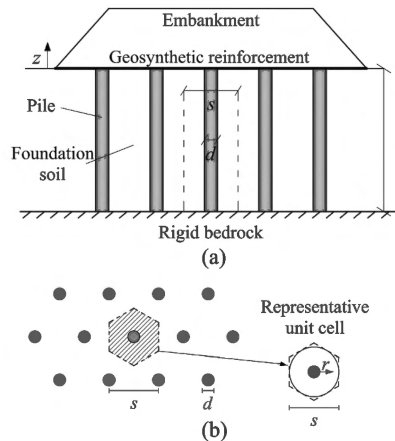 Embankment
Geosynthetic reinforcement
z
s
Pile
d
Foundation
soil
Rigid bedrock
(a)
Representative
unit cell
r
s
d
s
(b)